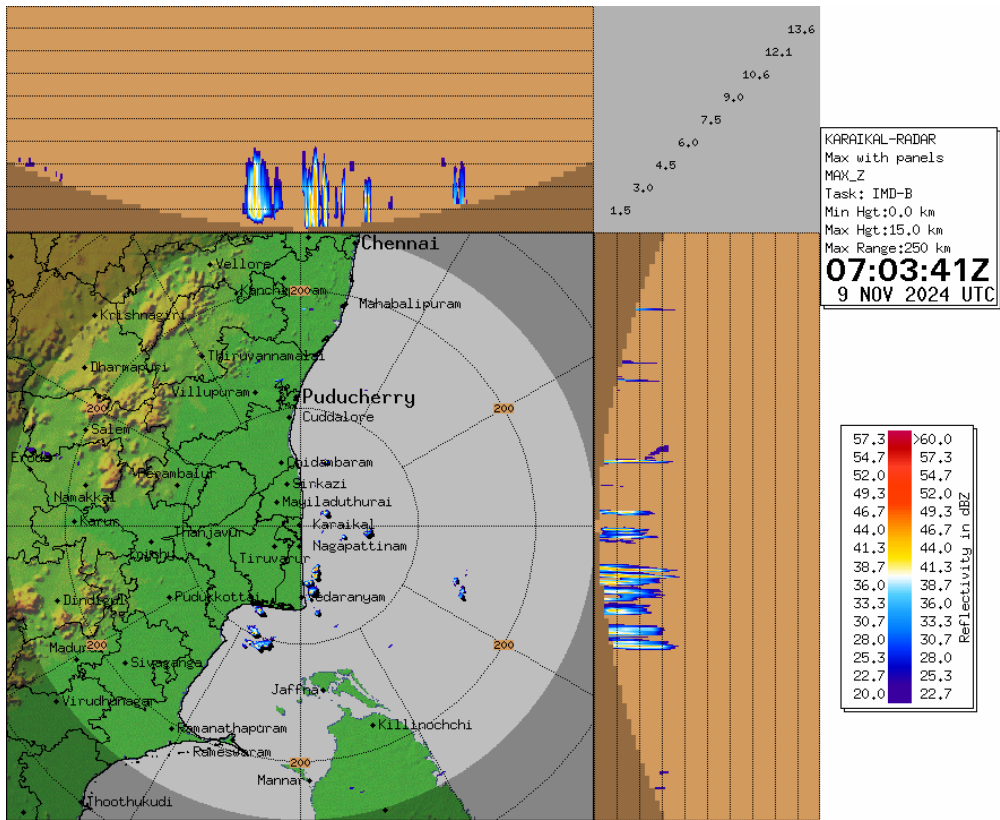 13.6
12.1
10.6
9.0
7.5
6.0
4.5
3.0
1.5
KARAIKAL-RADAR
Max with panels
MAX_Z
Task: IMD-B
Min Hgt:0.0 km
Max Hgt:15.0 km
Max Range:250 km
07:03:41Z
9 NOV 2024 UTC
Chennai
Vellore
200
Mahabalipuram
Krishnagiri
Thiruvannamalai
Dharmapuri
Villupuram
Puducherry
200
200
Cuddalore
Salem
Erode
Chidambaram
Perambalur
Sirkazi
Namakkal
Mayiladuthurai
Karur
Karaikal
Thanjavur
Nagapattinam
Tiruvarur
Dindigul
Pudukkottai
Vedaranyam
200
200
Sivaganga
Jaffna
Virudhunagar
Killinochchi
Ramanathapuram
Rameswaram
200
Mannar
Thoothukudi
57.3 >60.0
54.7 57.3
52.0 54.7
49.3 52.0
46.7 49.3
44.0 46.7
41.3 44.0
38.7 41.3
36.0 38.7
33.3 36.0
30.7 33.3
28.0 30.7
25.3 28.0
22.7 25.3
20.0 22.7
Reflectivity in dBZ